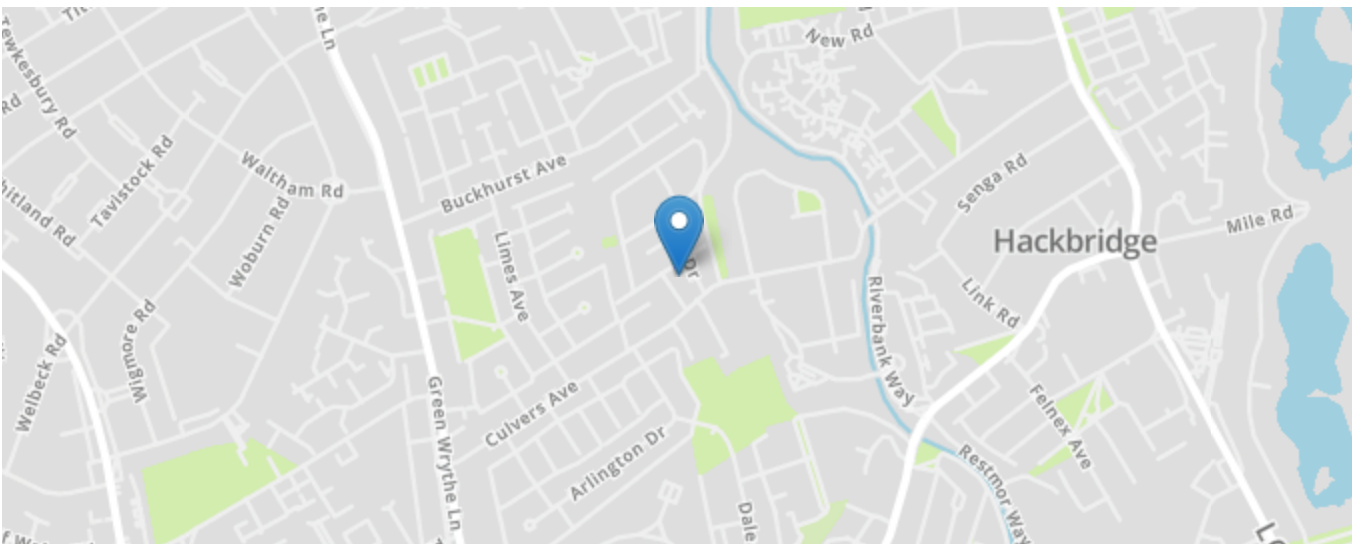 New Rd
Tewkesbury Rd
Rd
Tavistock Rd
Waltham Rd
Buckhurst Ave
Senga Rd
Woburn Rd
Mile Rd
Hackbridge
Limes Ave
Dr
Link Rd
Riverbank Way
Wigmore Rd
Welbeck Rd
Green Wrythe Ln
Culvers Ave
Felnex Ave
Arlington Dr
Restmor Way
Dale